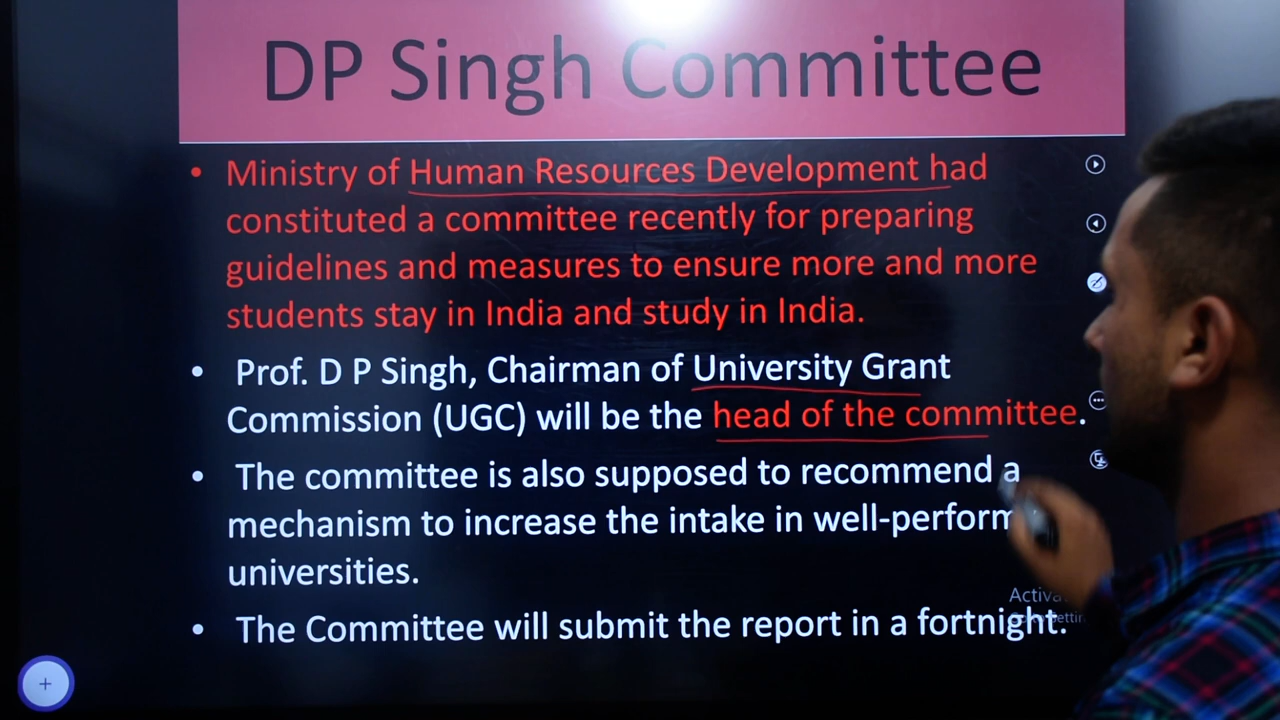 DP Singh Committee
• Ministry of Human Resources Development had
constituted a committee recently for preparing
guidelines and measures to ensure more and more
students stay in India and study in India.
• Prof. D P Singh, Chairman of University Grant
Commission (UGC) will be the head of the committee.
• The committee is also supposed to recommend a
mechanism to increase the intake in well-perform
universities.
• The Committee will submit the report in a fortnight.